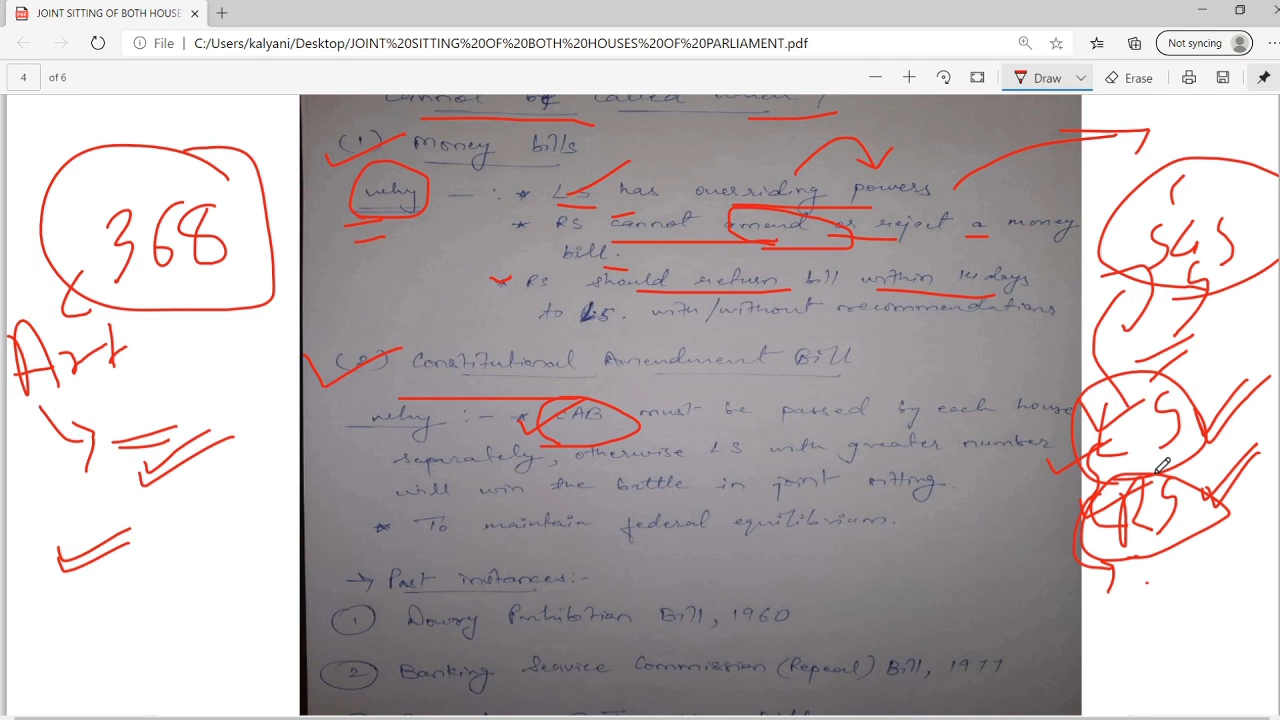 JOINT SITTING OF BOTH HOUSE
File
C:/Users/kalyani/Desktop/JOINT%20SITTING%20OF%20BOTH%20HOUSES%20OF%20PARLIAMENT.pdf
Not syncing
4 of 6
Draw
Erase
cannot be called when?
(1) Money bills
why -: * LS has overriding powers
* RS cannot amend or reject a money
bill.
* RS should return bill within 14 days
to LS. with/without recommendations
(2) Constitutional Amendment Bill
why :- * CAB must be passed by each house
separately, otherwise LS with greater number
will win the battle in joint sitting.
* To maintain federal equilibrium.
→ Past instances:-
1 Dowry Prohibition Bill, 1960
2 Banking Service Commission (Repeal) Bill, 1977
368
Art
LS
RS